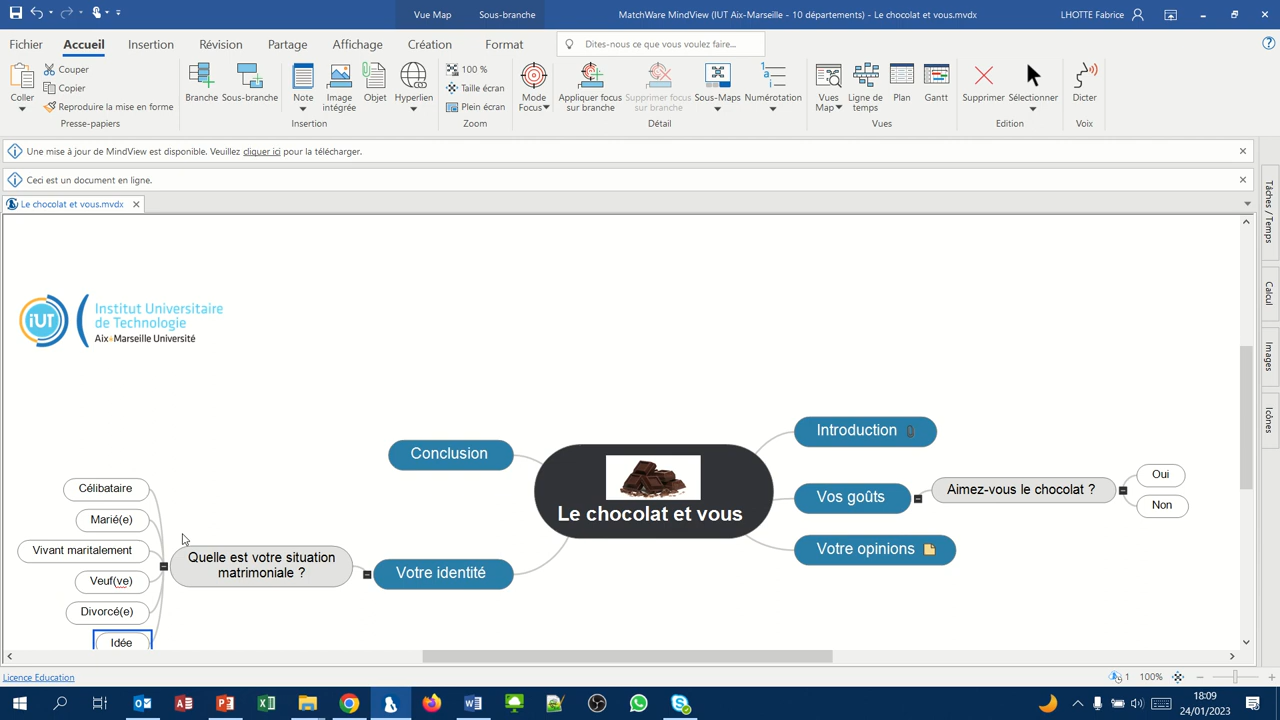 Vue Map
Sous-branche
MatchWare MindView (IUT Aix-Marseille - 10 départements) - Le chocolat et vous.mvdx
LHOTTE Fabrice
Fichier
Accueil
Insertion
Révision
Partage
Affichage
Création
Format
Dites-nous ce que vous voulez faire...
Coller
Couper
Copier
Reproduire la mise en forme
Presse-papiers
Branche
Sous-branche
Note
Image
intégrée
Objet
Hyperlien
Insertion
100 %
Taille écran
Plein écran
Zoom
Mode
Focus
Appliquer focus
sur branche
Supprimer focus
sur branche
Sous-Maps
Numérotation
Détail
Vues
Map
Ligne de
temps
Plan
Gantt
Vues
Supprimer
Sélectionner
Edition
Dicter
Voix
Une mise à jour de MindView est disponible. Veuillez cliquer ici pour la télécharger.
Ceci est un document en ligne.
Le chocolat et vous.mvdx
Tâches / Temps
Calcul
Images
Icônes
iUT
Institut Universitaire
de Technologie
Aix-Marseille Université
Conclusion
Introduction
Célibataire
Marié(e)
Vivant maritalement
Veuf(ve)
Divorcé(e)
Idée
Quelle est votre situation
matrimoniale ?
Votre identité
Le chocolat et vous
Vos goûts
Aimez-vous le chocolat ?
Oui
Non
Votre opinions
Licence Education
1
100%
18:09
24/01/2023